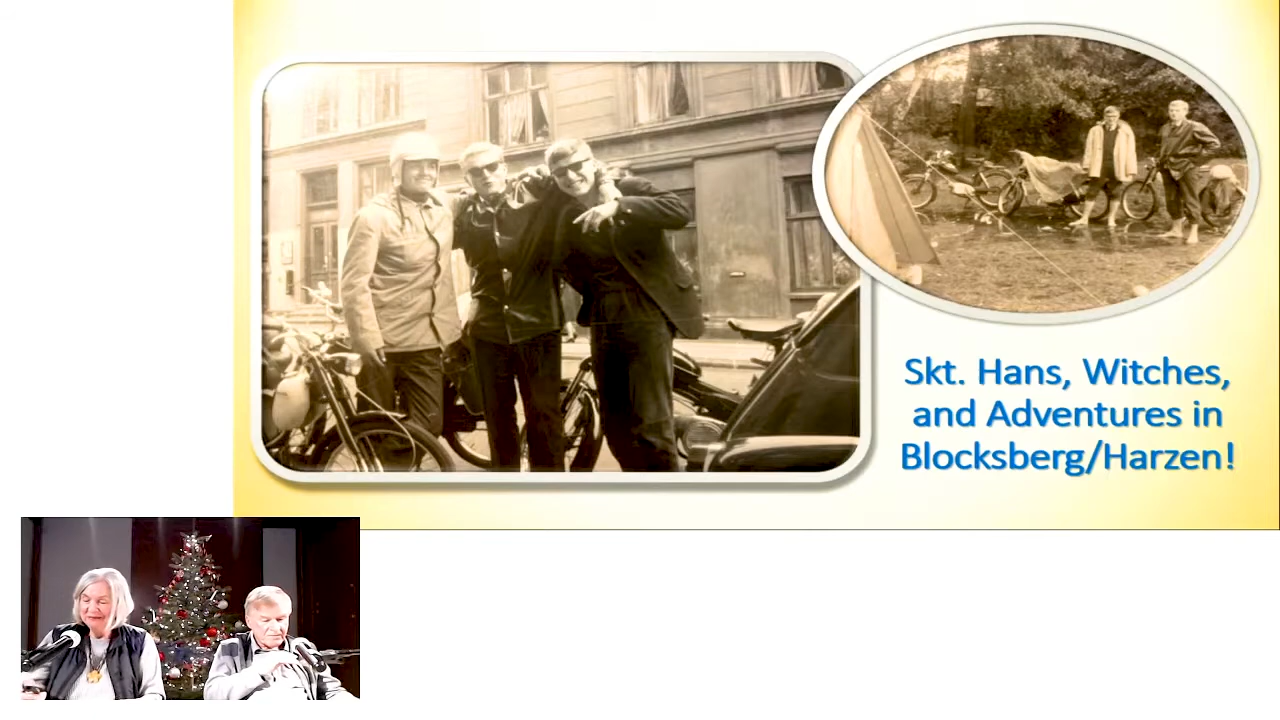 Skt. Hans, Witches,
and Adventures in
Blocksberg/Harzen!